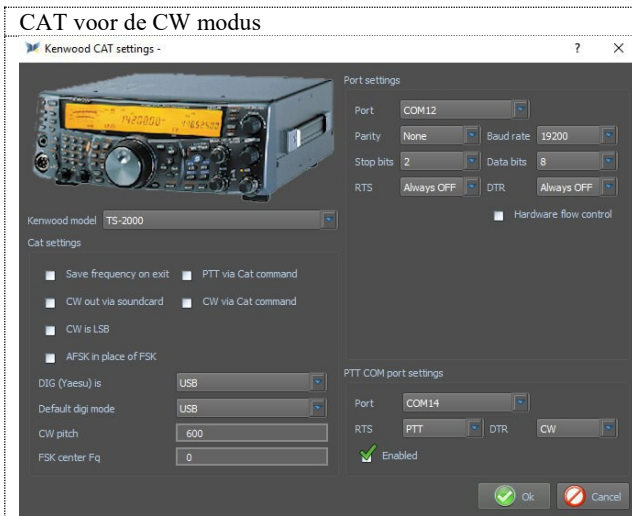 CAT voor de CW modus
Kenwood CAT settings -
Port settings
Port COM12
Parity None Baud rate 19200
Stop bits 2 Data bits 8
RTS Always OFF DTR Always OFF
Hardware flow control
Kenwood model TS-2000
Cat settings
Save frequency on exit PTT via Cat command
CW out via soundcard CW via Cat command
CW is LSB
AFSK in place of FSK
DIG (Yaesu) is USB
Default digi mode USB
CW pitch 600
FSK center Fq 0
PTT COM port settings
Port COM14
RTS PTT DTR CW
Enabled
Ok Cancel